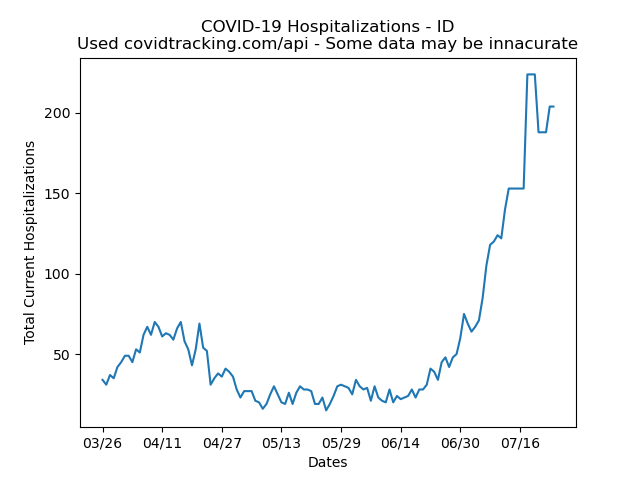 COVID-19 Hospitalizations - ID
Used covidtracking.com/api - Some data may be innacurate
Total Current Hospitalizations
200
150
100
50
03/26 04/11 04/27 05/13 05/29 06/14 06/30 07/16
Dates